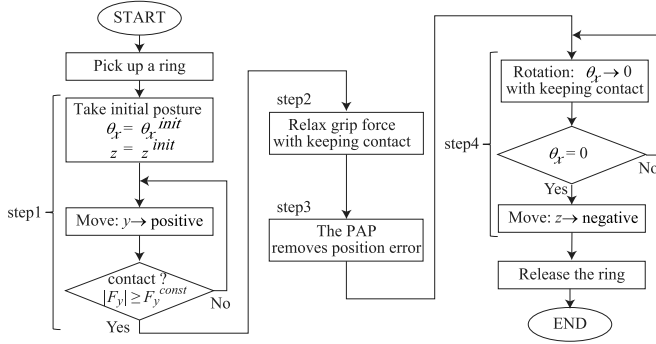 START
Pick up a ring
step1
Take initial posture
θx = θx^init
z = z^init
Move: y→ positive
contact ?
|Fy| ≥ Fy^const
No
Yes
step2
Relax grip force
with keeping contact
step3
The PAP
removes position error
step4
Rotation: θx → 0
with keeping contact
θx = 0
No
Yes
Move: z→ negative
Release the ring
END